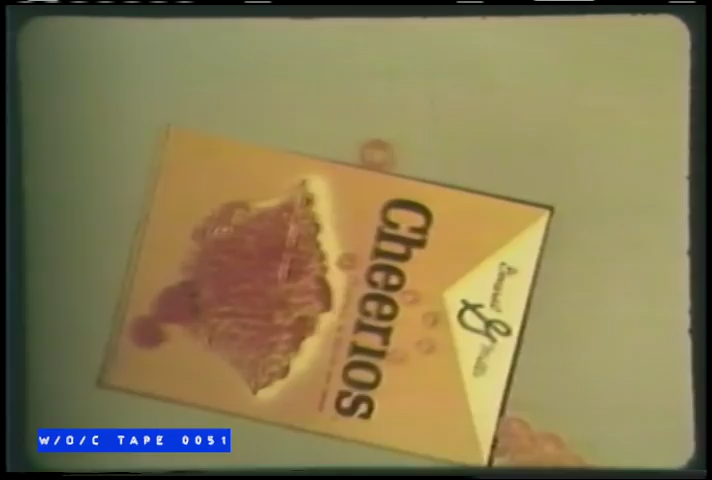 Cheerios
General
G
Mills
W/O/C TAPE 0051